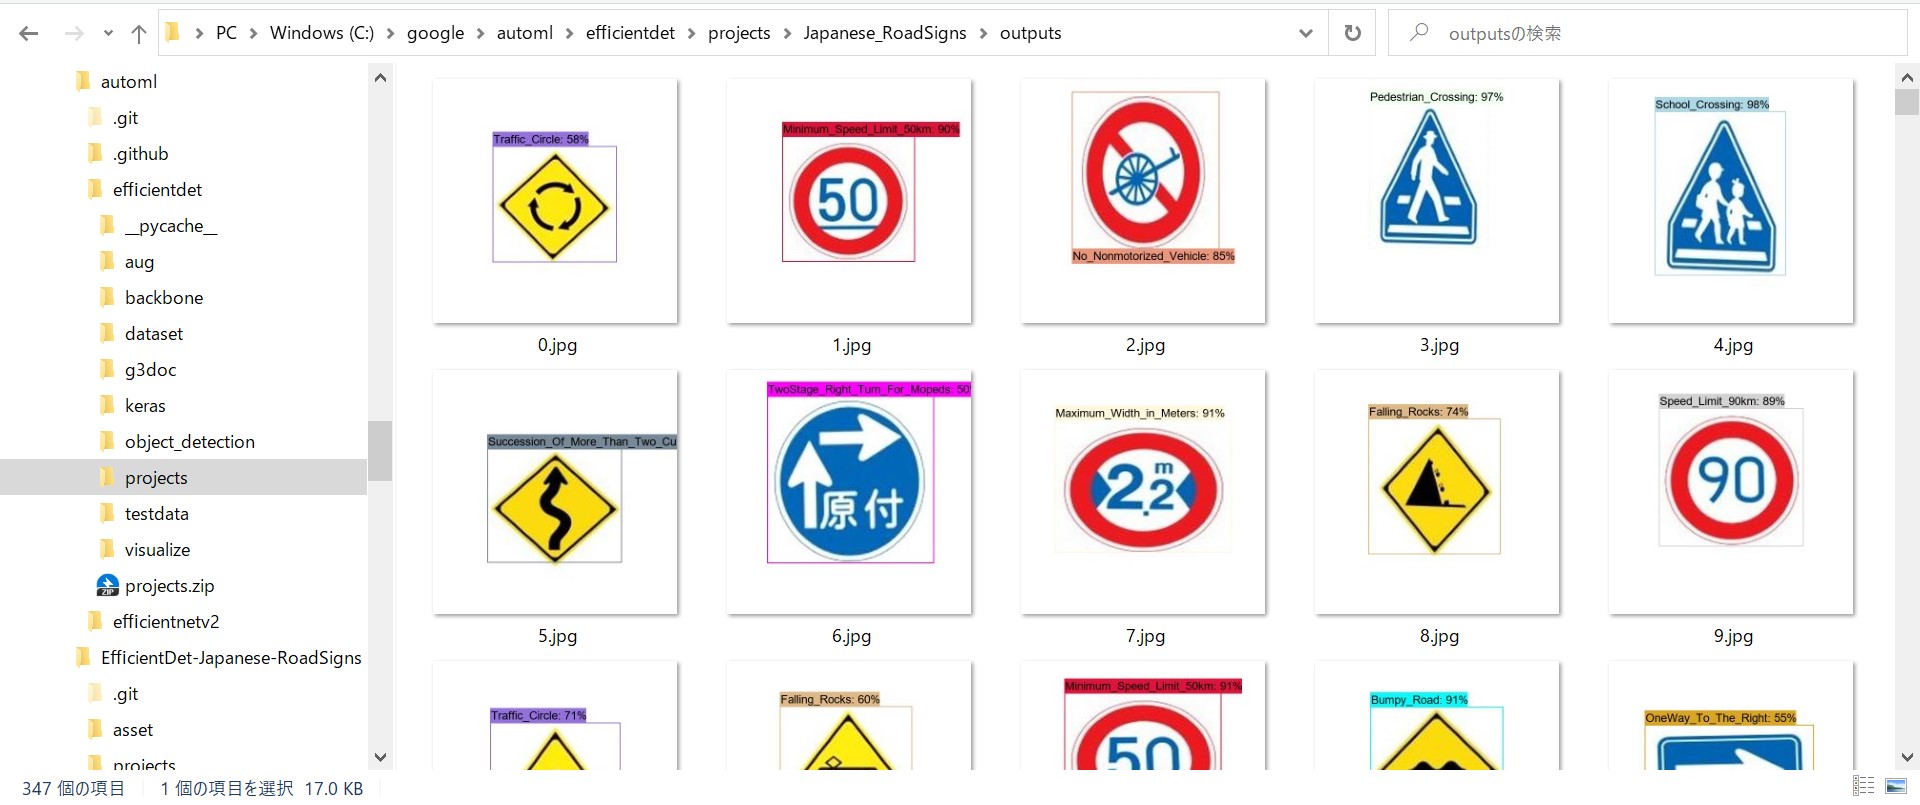 PC > Windows (C:) > google > automl > efficientdet > projects > Japanese_RoadSigns > outputs
outputsの検索
automl
.git
.github
efficientdet
__pycache__
aug
backbone
dataset
g3doc
keras
object_detection
projects
testdata
visualize
projects.zip
efficientnetv2
EfficientDet-Japanese-RoadSigns
.git
asset
projects
Traffic_Circle: 58%
0.jpg
Minimum_Speed_Limit_50km: 90%
50
1.jpg
No_Nonmotorized_Vehicle: 85%
2.jpg
Pedestrian_Crossing: 97%
3.jpg
School_Crossing: 98%
4.jpg
Succession_Of_More_Than_Two_Cu
5.jpg
TwoStage_Right_Turn_For_Mopeds: 50%
原付
6.jpg
Maximum_Width_in_Meters: 91%
2.2m
7.jpg
Falling_Rocks: 74%
8.jpg
Speed_Limit_90km: 89%
90
9.jpg
Traffic_Circle: 71%
Falling_Rocks: 60%
Minimum_Speed_Limit_50km: 91%
50
Bumpy_Road: 91%
OneWay_To_The_Right: 55%
347 個の項目
1 個の項目を選択 17.0 KB